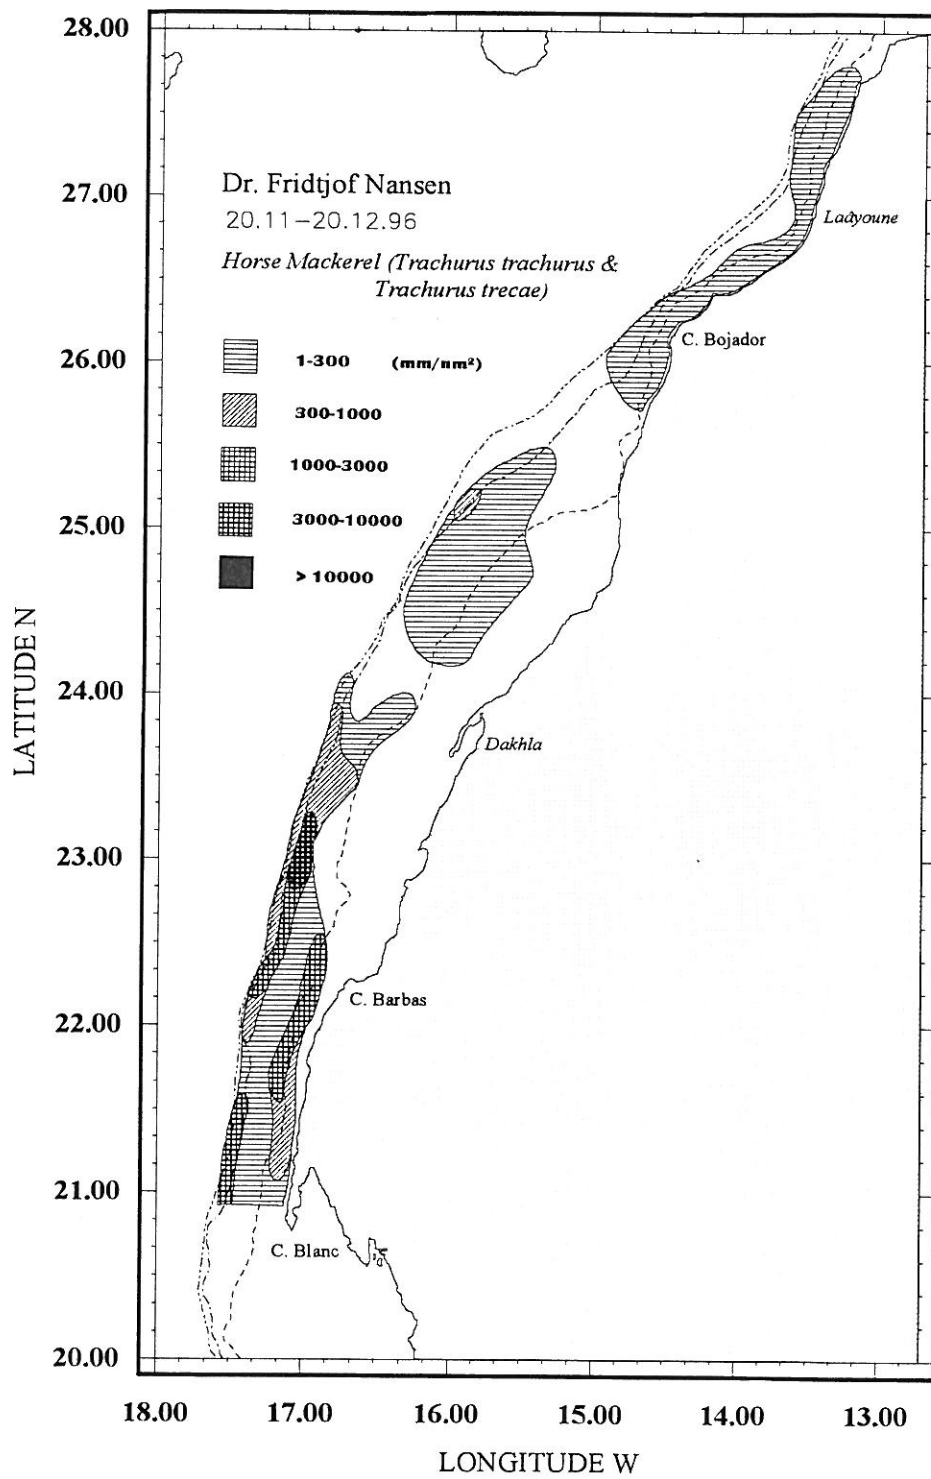 28.00
27.00
26.00
25.00
24.00
23.00
22.00
21.00
20.00
LATITUDE N
Dr. Fridtjof Nansen
20.11–20.12.96
Horse Mackerel (Trachurus trachurus &
Trachurus trecae)
1-300 (mm/nm²)
300-1000
1000-3000
3000-10000
> 10000
Laâyoune
C. Bojador
Dakhla
C. Barbas
C. Blanc
18.00 17.00 16.00 15.00 14.00 13.00
LONGITUDE W